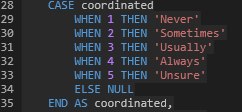 28 CASE coordinated
29 WHEN 1 THEN 'Never'
30 WHEN 2 THEN 'Sometimes'
31 WHEN 3 THEN 'Usually'
32 WHEN 4 THEN 'Always'
33 WHEN 5 THEN 'Unsure'
34 ELSE NULL
35 END AS coordinated,